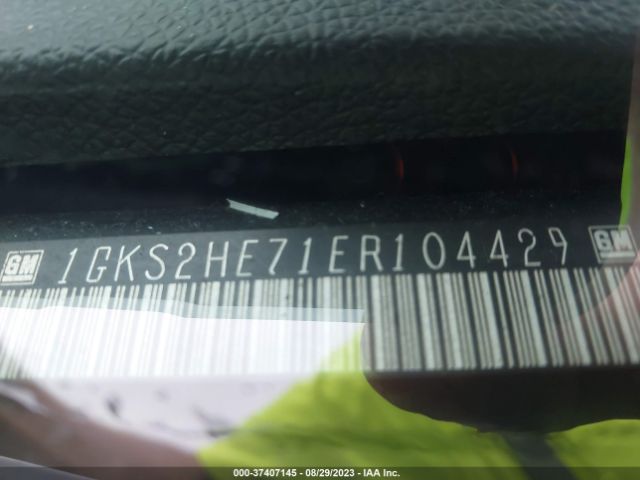 GM 1GKS2HE71ER104429 GM
000-37407145 - 08/29/2023 - IAA Inc.